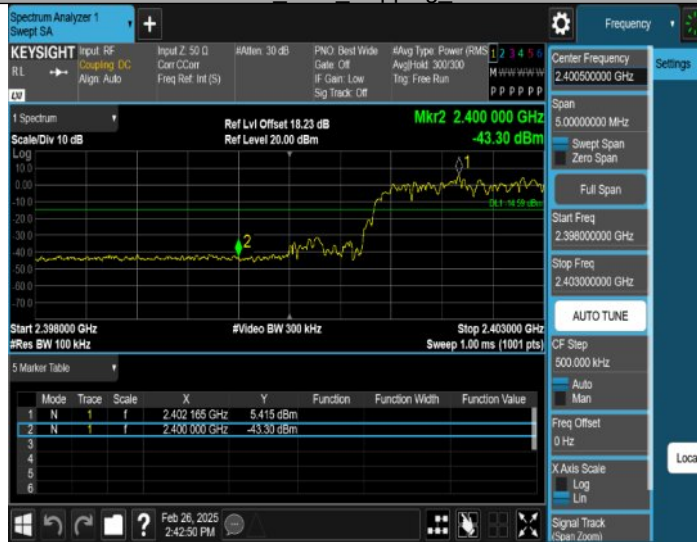 Spectrum Analyzer 1
Swept SA
Frequency
Settings
KEYSIGHT
RL
LXI
Input: RF
Coupling: DC
Align: Auto
Input Z: 50 Ω
Corr CCorr
Freq Ref: Int (S)
#Atten: 30 dB
PNO: Best Wide
Gate: Off
IF Gain: Low
Sig Track: Off
#Avg Type: Power (RMS
Avg|Hold: 300/300
Trig: Free Run
1 2 3 4 5 6
M W W W W W
P P P P P P
1 Spectrum
Scale/Div 10 dB
Ref Lvl Offset 18.23 dB
Ref Level 20.00 dBm
Mkr2 2.400 000 GHz
-43.30 dBm
Log
10.0
0.00
-10.0
-20.0
-30.0
-40.0
-50.0
-60.0
-70.0
1
2
DL1 -14.59 dBm
Start 2.398000 GHz
#Res BW 100 kHz
#Video BW 300 kHz
Stop 2.403000 GHz
Sweep 1.00 ms (1001 pts)
5 Marker Table
Mode Trace Scale X Y Function Function Width Function Value
1 N 1 f 2.402 165 GHz 5.415 dBm
2 N 1 f 2.400 000 GHz -43.30 dBm
3
4
5
6
Feb 26, 2025
2:42:50 PM
Center Frequency
2.400500000 GHz
Span
5.00000000 MHz
Swept Span
Zero Span
Full Span
Start Freq
2.398000000 GHz
Stop Freq
2.403000000 GHz
AUTO TUNE
CF Step
500.000 kHz
Auto
Man
Freq Offset
0 Hz
X Axis Scale
Log
Lin
Signal Track
(Span Zoom)
Loca